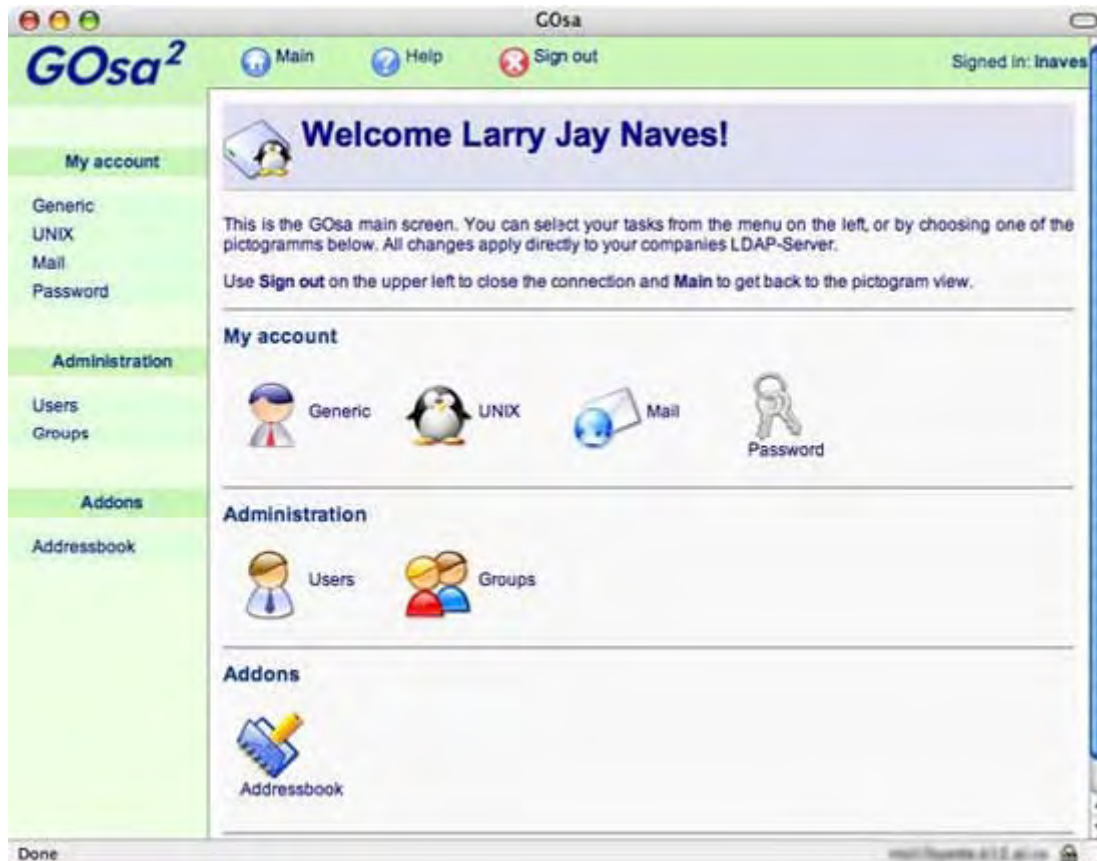 GOsa
GOsa²
Main
Help
Sign out
Signed in: lnaves
My account
Generic
UNIX
Mail
Password
Administration
Users
Groups
Addons
Addressbook
Welcome Larry Jay Naves!
This is the GOsa main screen. You can select your tasks from the menu on the left, or by choosing one of the
pictogramms below. All changes apply directly to your companies LDAP-Server.
Use Sign out on the upper left to close the connection and Main to get back to the pictogram view.
My account
Generic
UNIX
Mail
Password
Administration
Users
Groups
Addons
Addressbook
Done